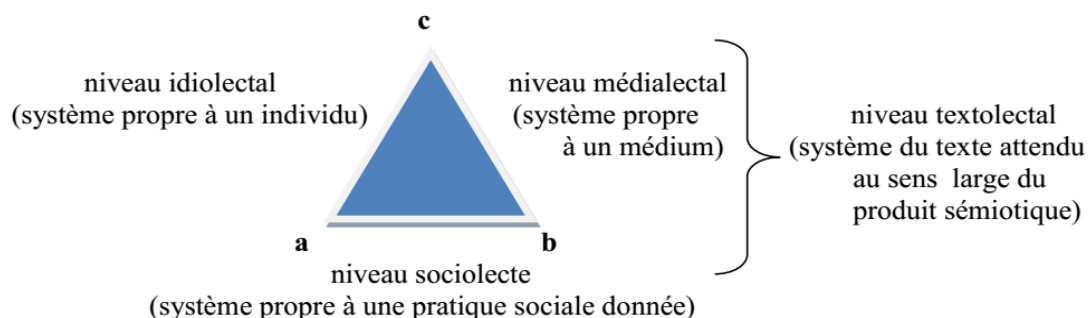 c
niveau idiolectal
(système propre à un individu)
niveau médialectal
(système propre
à un médium)
niveau textolectal
(système du texte attendu
au sens large du
produit sémiotique)
a
b
niveau sociolecte
(système propre à une pratique sociale donnée)